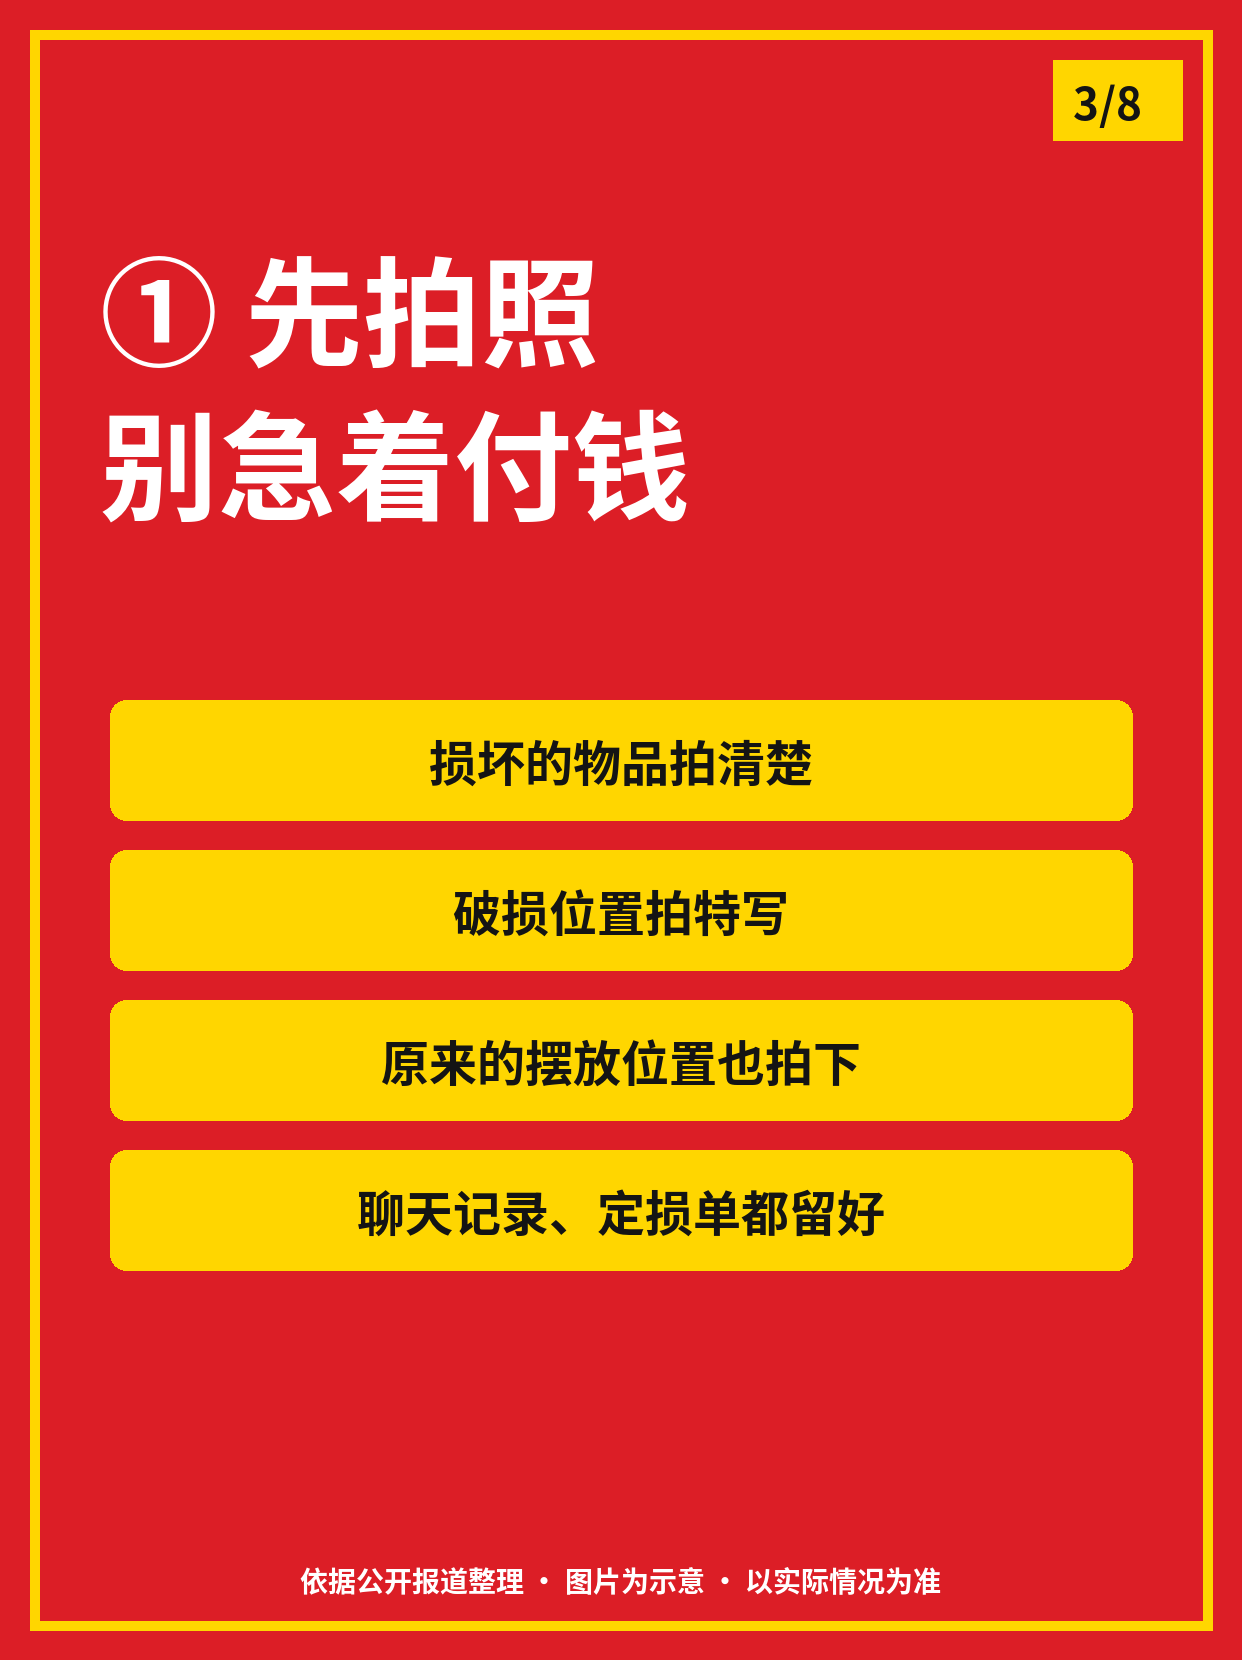 3/8
① 先拍照
别急着付钱
损坏的物品拍清楚
破损位置拍特写
原来的摆放位置也拍下
聊天记录、定损单都留好
依据公开报道整理 · 图片为示意 · 以实际情况为准